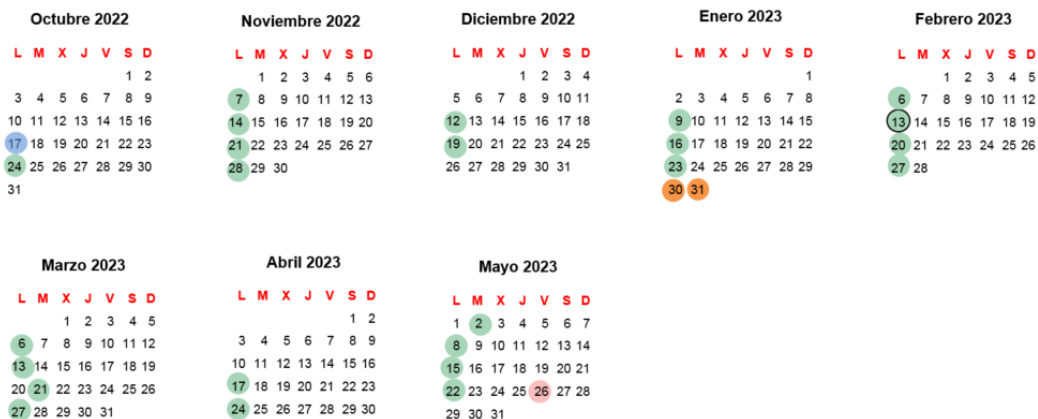 Octubre 2022
L M X J V S D
1 2
3 4 5 6 7 8 9
10 11 12 13 14 15 16
17 18 19 20 21 22 23
24 25 26 27 28 29 30
31
Noviembre 2022
L M X J V S D
1 2 3 4 5 6
7 8 9 10 11 12 13
14 15 16 17 18 19 20
21 22 23 24 25 26 27
28 29 30
Diciembre 2022
L M X J V S D
1 2 3 4
5 6 7 8 9 10 11
12 13 14 15 16 17 18
19 20 21 22 23 24 25
26 27 28 29 30 31
Enero 2023
L M X J V S D
1
2 3 4 5 6 7 8
9 10 11 12 13 14 15
16 17 18 19 20 21 22
23 24 25 26 27 28 29
30 31
Febrero 2023
L M X J V S D
1 2 3 4 5
6 7 8 9 10 11 12
13 14 15 16 17 18 19
20 21 22 23 24 25 26
27 28
Marzo 2023
L M X J V S D
1 2 3 4 5
6 7 8 9 10 11 12
13 14 15 16 17 18 19
20 21 22 23 24 25 26
27 28 29 30 31
Abril 2023
L M X J V S D
1 2
3 4 5 6 7 8 9
10 11 12 13 14 15 16
17 18 19 20 21 22 23
24 25 26 27 28 29 30
Mayo 2023
L M X J V S D
1 2 3 4 5 6 7
8 9 10 11 12 13 14
15 16 17 18 19 20 21
22 23 24 25 26 27 28
29 30 31